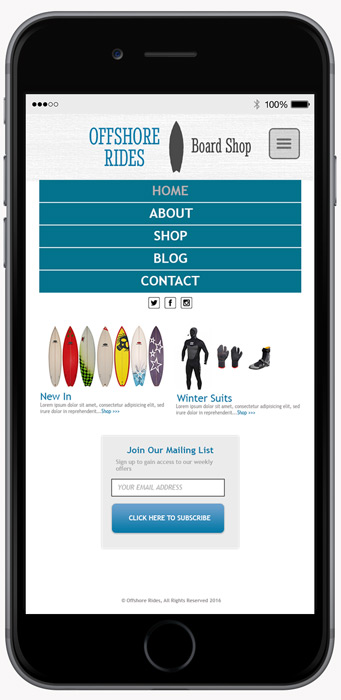 100%
OFFSHORE
RIDES
Board Shop
HOME
ABOUT
SHOP
BLOG
CONTACT
New In
Lorem ipsum dolor sit amet, consectetur adipisicing elit, sed
irure dolor in reprehenderit... Shop >>>
Winter Suits
Lorem ipsum dolor sit amet, consectetur adipisicing elit, sed
irure dolor in reprehenderit... Shop >>>
Join Our Mailing List
Sign up to gain access to our weekly
offers
YOUR EMAIL ADDRESS
CLICK HERE TO SUBSCRIBE
© Offshore Rides, All Rights Reserved 2016